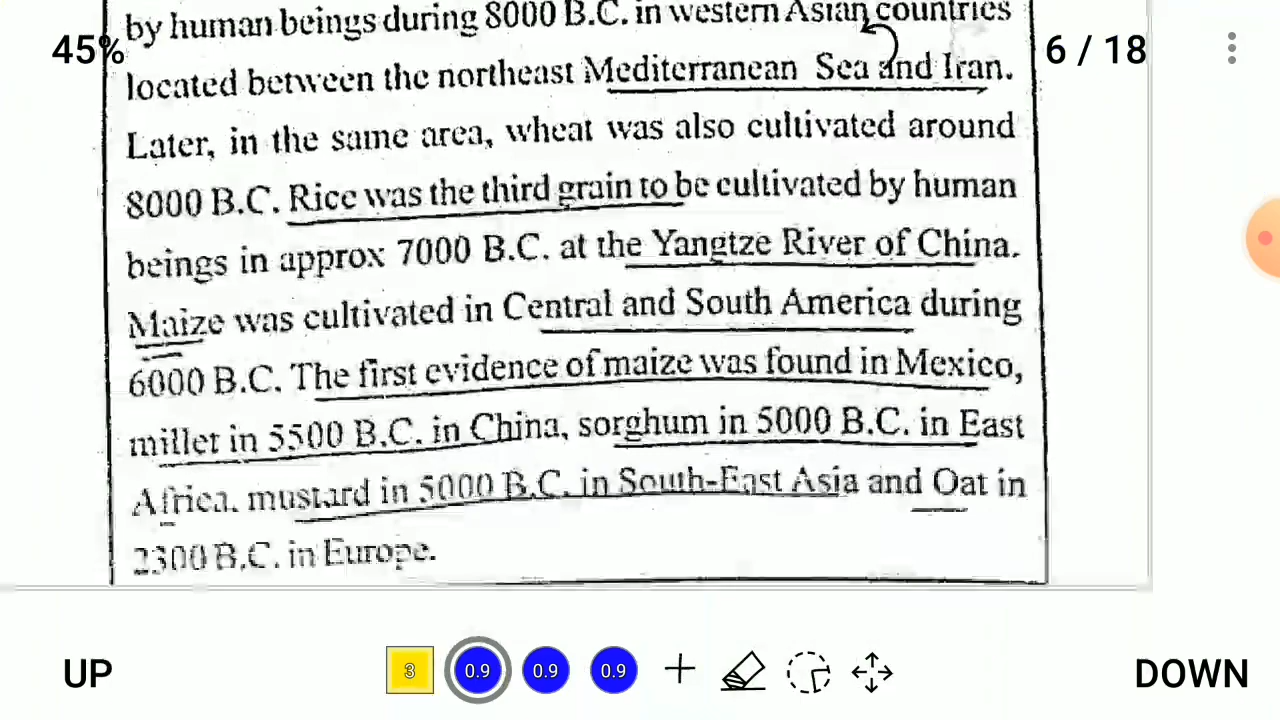 by human beings during 8000 B.C. in western Asian countries
45%
6 / 18
located between the northeast Mediterranean Sea and Iran.
Later, in the same area, wheat was also cultivated around
8000 B.C. Rice was the third grain to be cultivated by human
beings in approx 7000 B.C. at the Yangtze River of China.
Maize was cultivated in Central and South America during
6000 B.C. The first evidence of maize was found in Mexico,
millet in 5500 B.C. in China, sorghum in 5000 B.C. in East
Africa, mustard in 5000 B.C. in South-East Asia and Oat in
2300 B.C. in Europe.
UP
3
0.9
0.9
0.9
DOWN